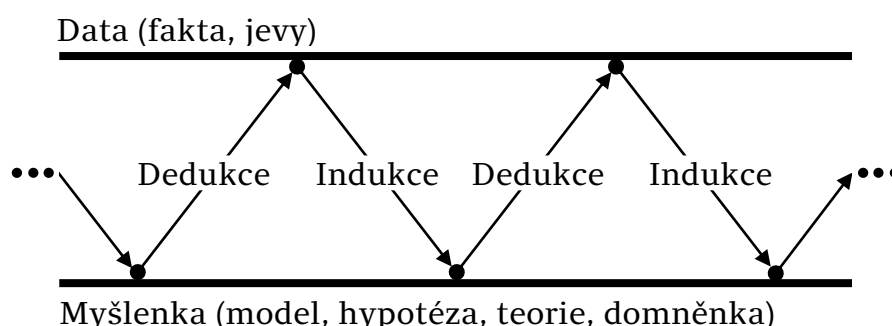 Data (fakta, jevy)
••• Dedukce Indukce Dedukce Indukce •••
Myšlenka (model, hypotéza, teorie, domněnka)